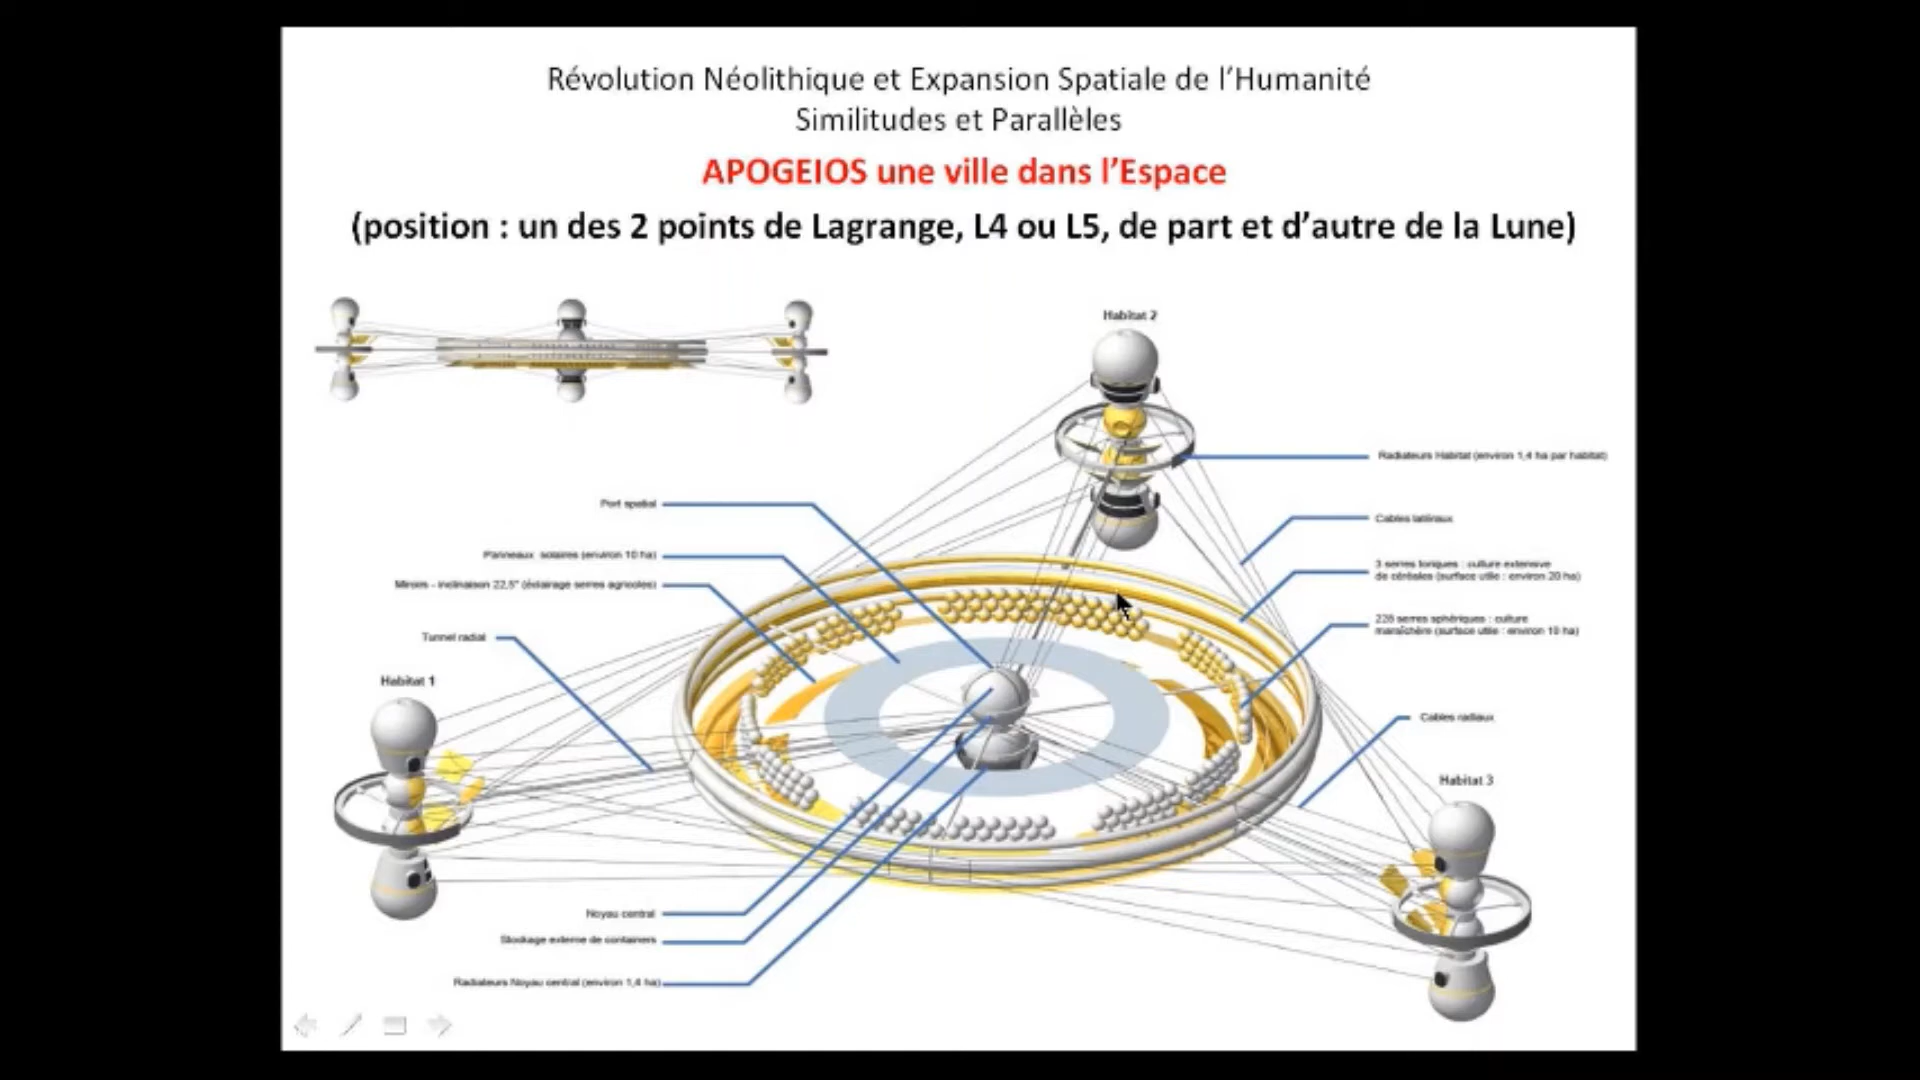 Révolution Néolithique et Expansion Spatiale de l'Humanité
Similitudes et Parallèles
APOGEIOS une ville dans l'Espace
(position : un des 2 points de Lagrange, L4 ou L5, de part et d'autre de la Lune)
Habitat 2
Radiateurs Habitat (environ 1,4 ha par habitat)
Port spatial
Cables latéraux
Panneaux solaires (environ 10 ha)
Miroirs - inclinaison 22,5° (éclairage serres agricoles)
3 serres toriques : culture extensive
de céréales (surface utile : environ 20 ha)
228 serres sphériques : culture
maraîchère (surface utile : environ 10 ha)
Tunnel radial
Habitat 1
Cables radiaux
Habitat 3
Noyau central
Stockage externe de containers
Radiateurs Noyau central (environ 1,4 ha)